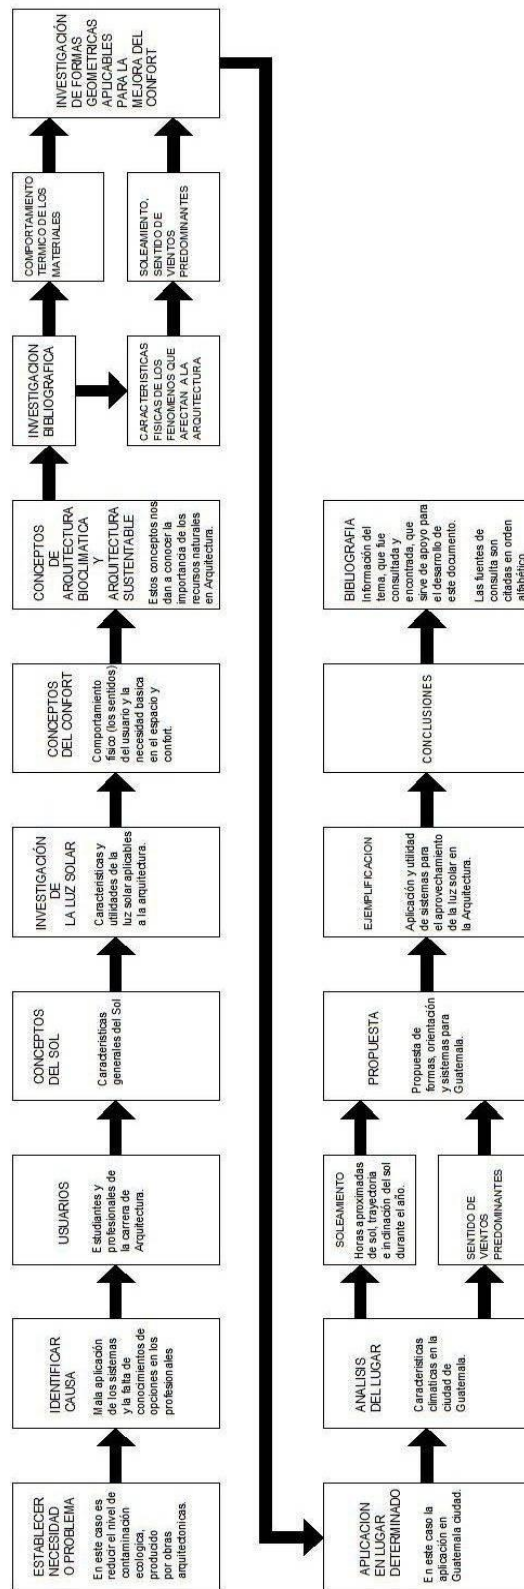 ESTABLECER
NECESIDAD
O PROBLEMA
En este caso es
reducir el nivel de
contaminación
ecologica,
producido
por obras
arquitectonicas.
IDENTIFICAR
CAUSA
Mala aplicación
de los sistemas
y la falta de
conocimientos de
opciones en los
profesionales
USUARIOS
Estudiantes y
profesionales de
la carrera de
Arquitectura.
CONCEPTOS
DEL SOL
Características
generales del Sol
INVESTIGACIÓN
DE
LA LUZ SOLAR
Caracteristicas y
utilidades de la
luz solar aplicables
a la arquitectura.
CONCEPTOS
DEL CONFORT
Comportamiento
físico (los sentidos)
del usuario y la
necesidad basica
en el espacio y
confort.
CONCEPTOS
DE
ARQUITECTURA
BIOCLIMATICA
Y
ARQUITECTURA
SUSTENTABLE
Estos conceptos nos
dan a conocer la
importancia de los
recursos naturales
en Arquitectura.
INVESTIGACION
BIBLIOGRAFICA
COMPORTAMIENTO
TERMICO DE LOS
MATERIALES
CARACTERISTICAS
FISICAS DE LOS
FENOMENOS QUE
AFECTAN A LA
ARQUITECTURA
SOLEAMIENTO,
SENTIDO DE
VIENTOS
PREDOMINANTES
INVESTIGACIÓN
DE FORMAS
GEOMETRICAS
APLICABLES
PARA LA
MEJORA DEL
CONFORT
APLICACION
EN LUGAR
DETERMINADO
En este caso la
aplicación en
Guatemala ciudad.
ANALISIS
DEL LUGAR
Características
climaticas en la
ciudad de
Guatemala.
SOLEAMIENTO
Horas aproximadas
de sol, trayectoria
e inclinación del sol
durante el año.
SENTIDO DE
VIENTOS
PREDOMINANTES
PROPUESTA
Propuesta de
formas, orientación
y sistemas para
Guatemala.
EJEMPLIFICACION
Aplicación y utilidad
de sistemas para
el aprovechamiento
de la luz solar en
la Arquitectura.
CONCLUSIONES
BIBLIOGRAFIA
Información del
tema, que fue
consultada y
encontrada, que
sirve de apoyo para
el desarrollo de
este documento.
Las fuentes de
consulta son
citadas en orden
alfabético